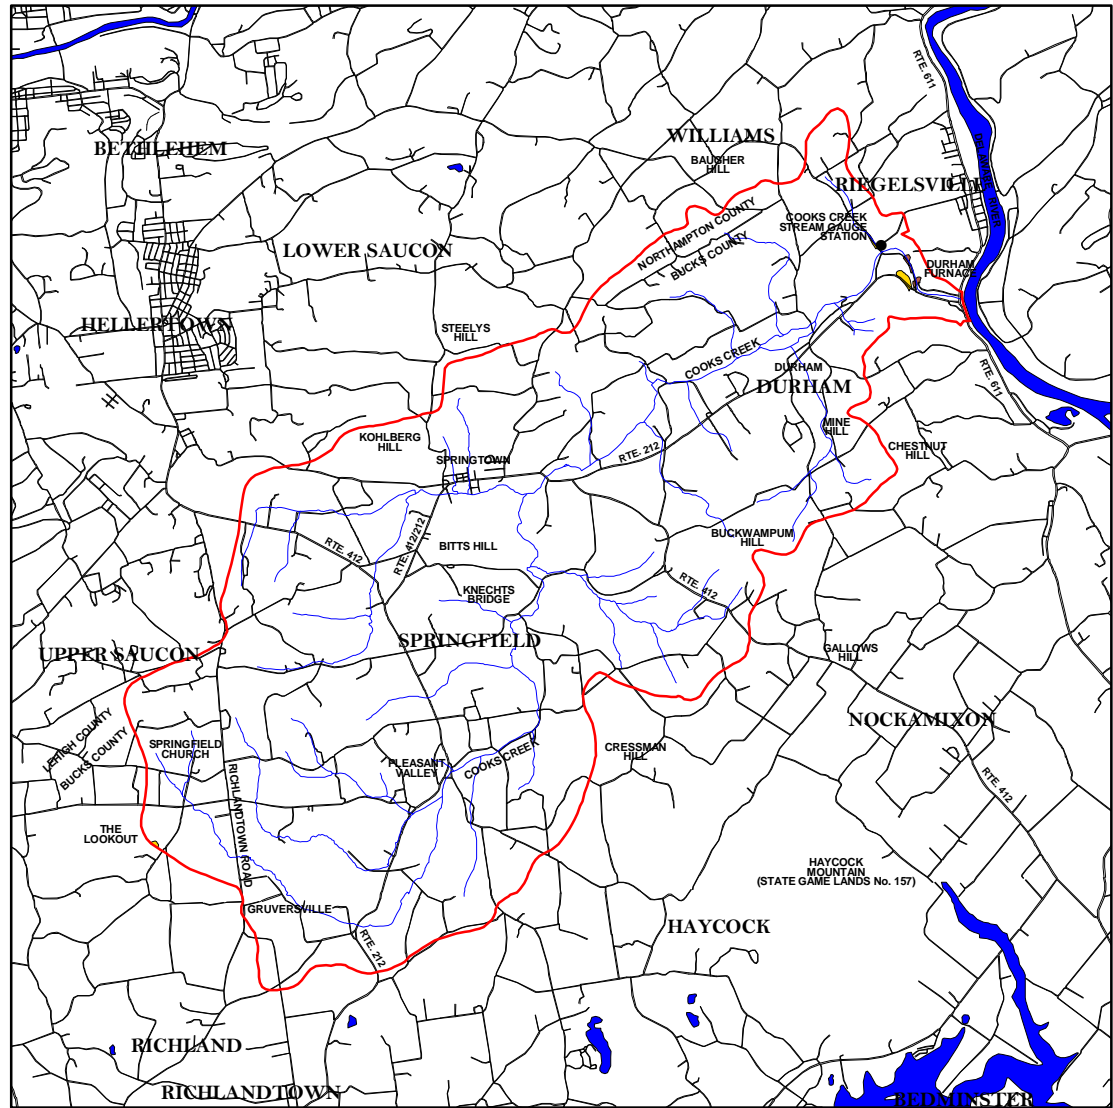 RTE. 611
WILLIAMS
BETHLEHEM
BAUGHER
HILL
DELAWARE RIVER
RIEGELSVILLE
NORTHAMPTON COUNTY
BUCKS COUNTY
COOKS CREEK
STREAM GAUGE
STATION
LOWER SAUCON
DURHAM
FURNACE
HELLERTOWN
STEELYS
HILL
COOKS CREEK
DURHAM
DURHAM
RTE. 611
MINE
HILL
KOHLBERG
HILL
CHESTNUT
HILL
RTE. 212
SPRINGTOWN
RTE. 412
RTE. 412/212
BITTS HILL
BUCKWAMPUM
HILL
KNECHTS
BRIDGE
RTE. 412
SPRINGFIELD
UPPER SAUCON
GALLOWS
HILL
NOCKAMIXON
LEHIGH COUNTY
BUCKS COUNTY
SPRINGFIELD
CHURCH
PLEASANT
VALLEY
COOKS CREEK
CRESSMAN
HILL
RICHLANDTOWN ROAD
RTE. 412
THE
LOOKOUT
HAYCOCK
MOUNTAIN
(STATE GAME LANDS No. 157)
GRUVERSVILLE
RTE. 212
HAYCOCK
RICHLAND
RICHLANDTOWN
BEDMINSTER